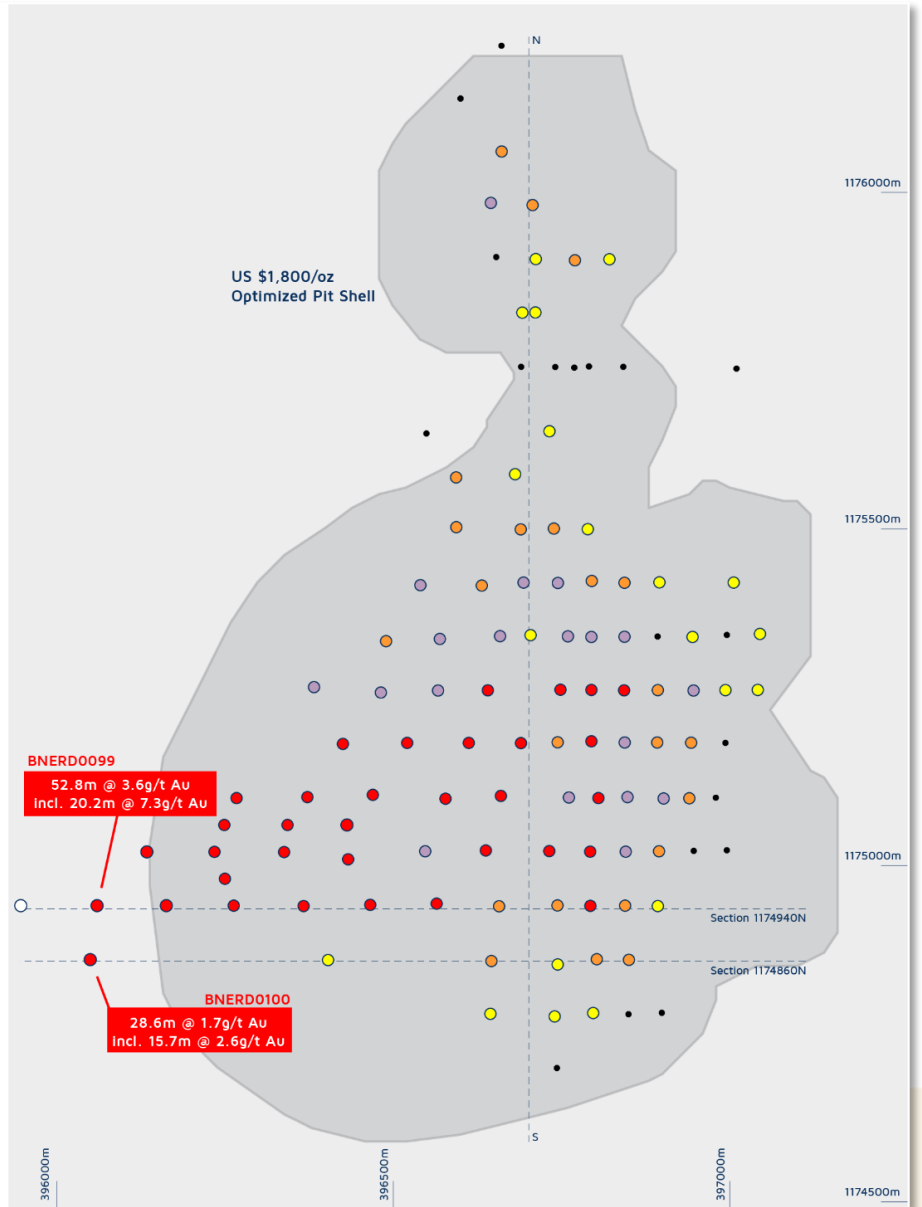 N
1176000m
US $1,800/oz
Optimized Pit Shell
1175500m
BNERD0099
52.8m @ 3.6g/t Au
incl. 20.2m @ 7.3g/t Au
1175000m
Section 1174940N
Section 1174860N
BNERD0100
28.6m @ 1.7g/t Au
incl. 15.7m @ 2.6g/t Au
S
396000m
396500m
397000m
1174500m